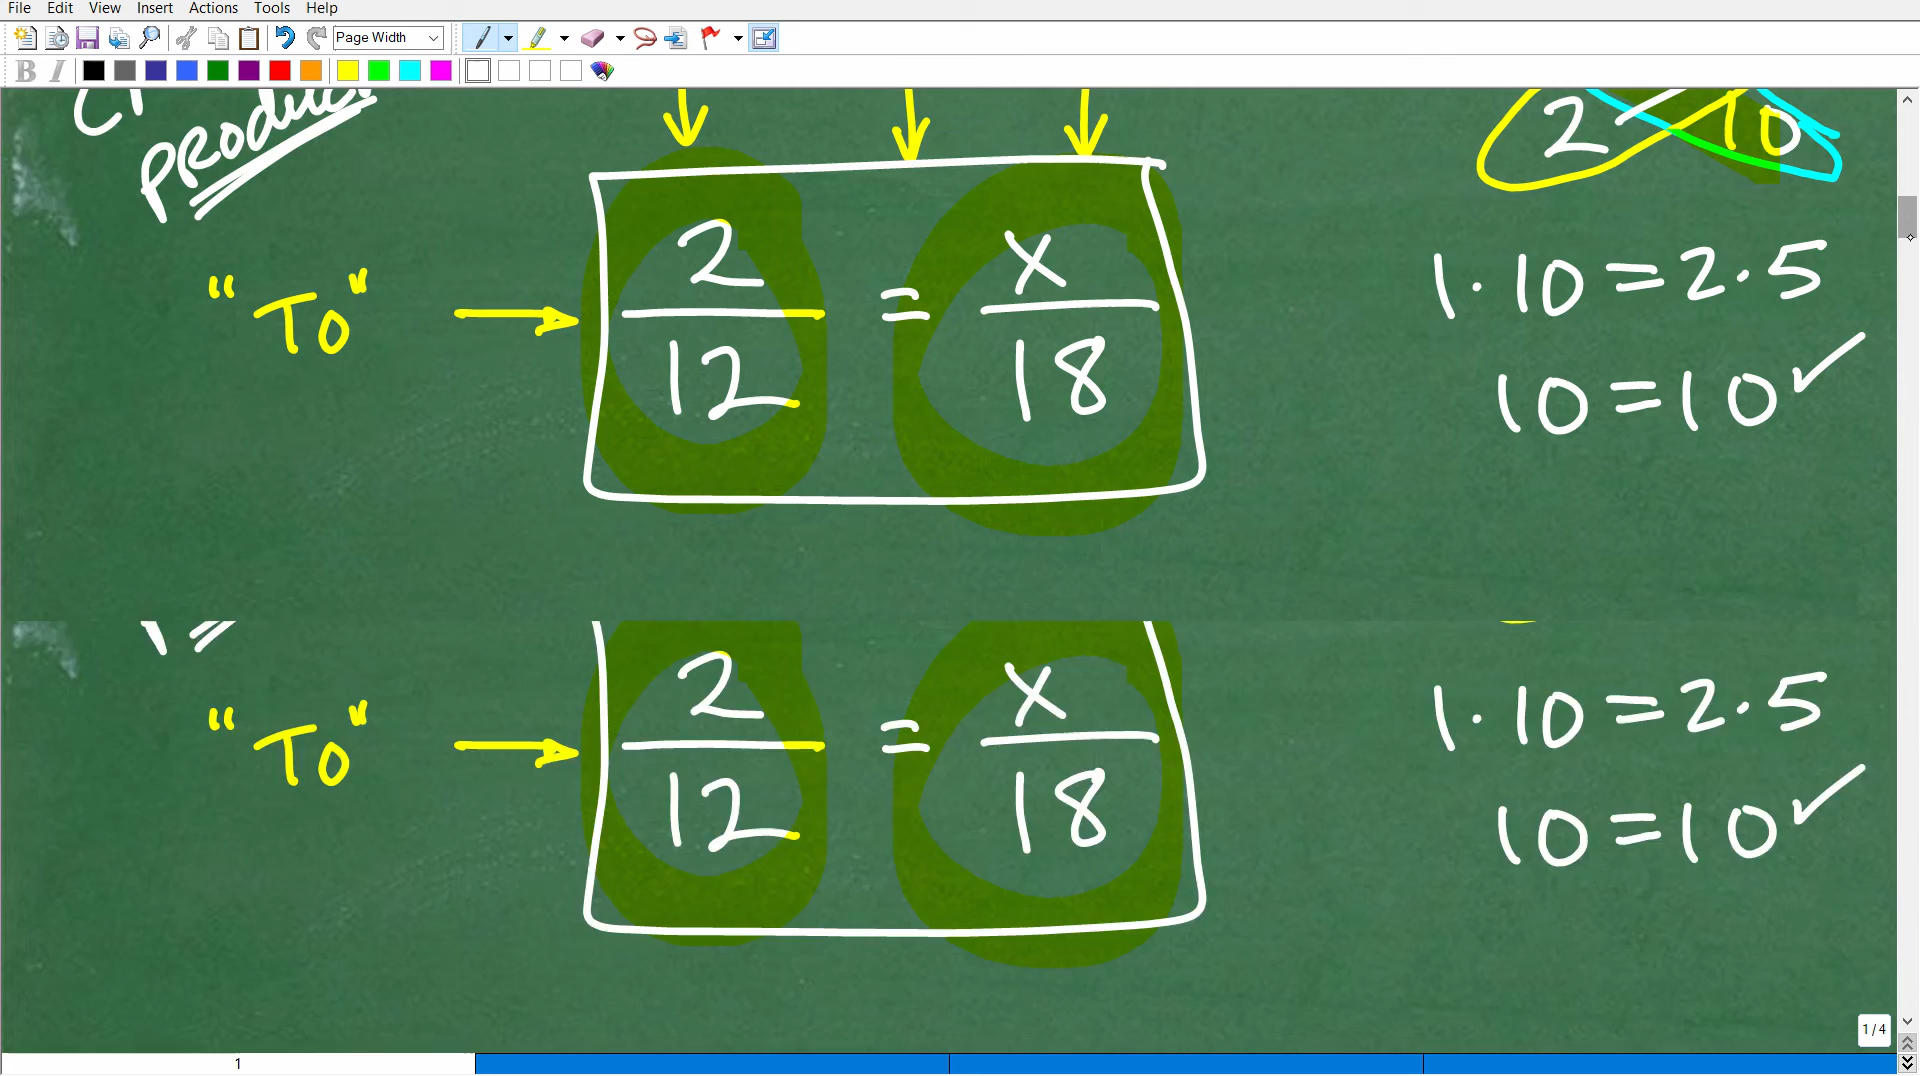 File Edit View Insert Actions Tools Help
Page Width
B I
product
2 10
2/12 = x/18
"To"
1·10=2·5
10=10✓
2/12 = x/18
"To"
1·10=2·5
10=10✓
1/4
1